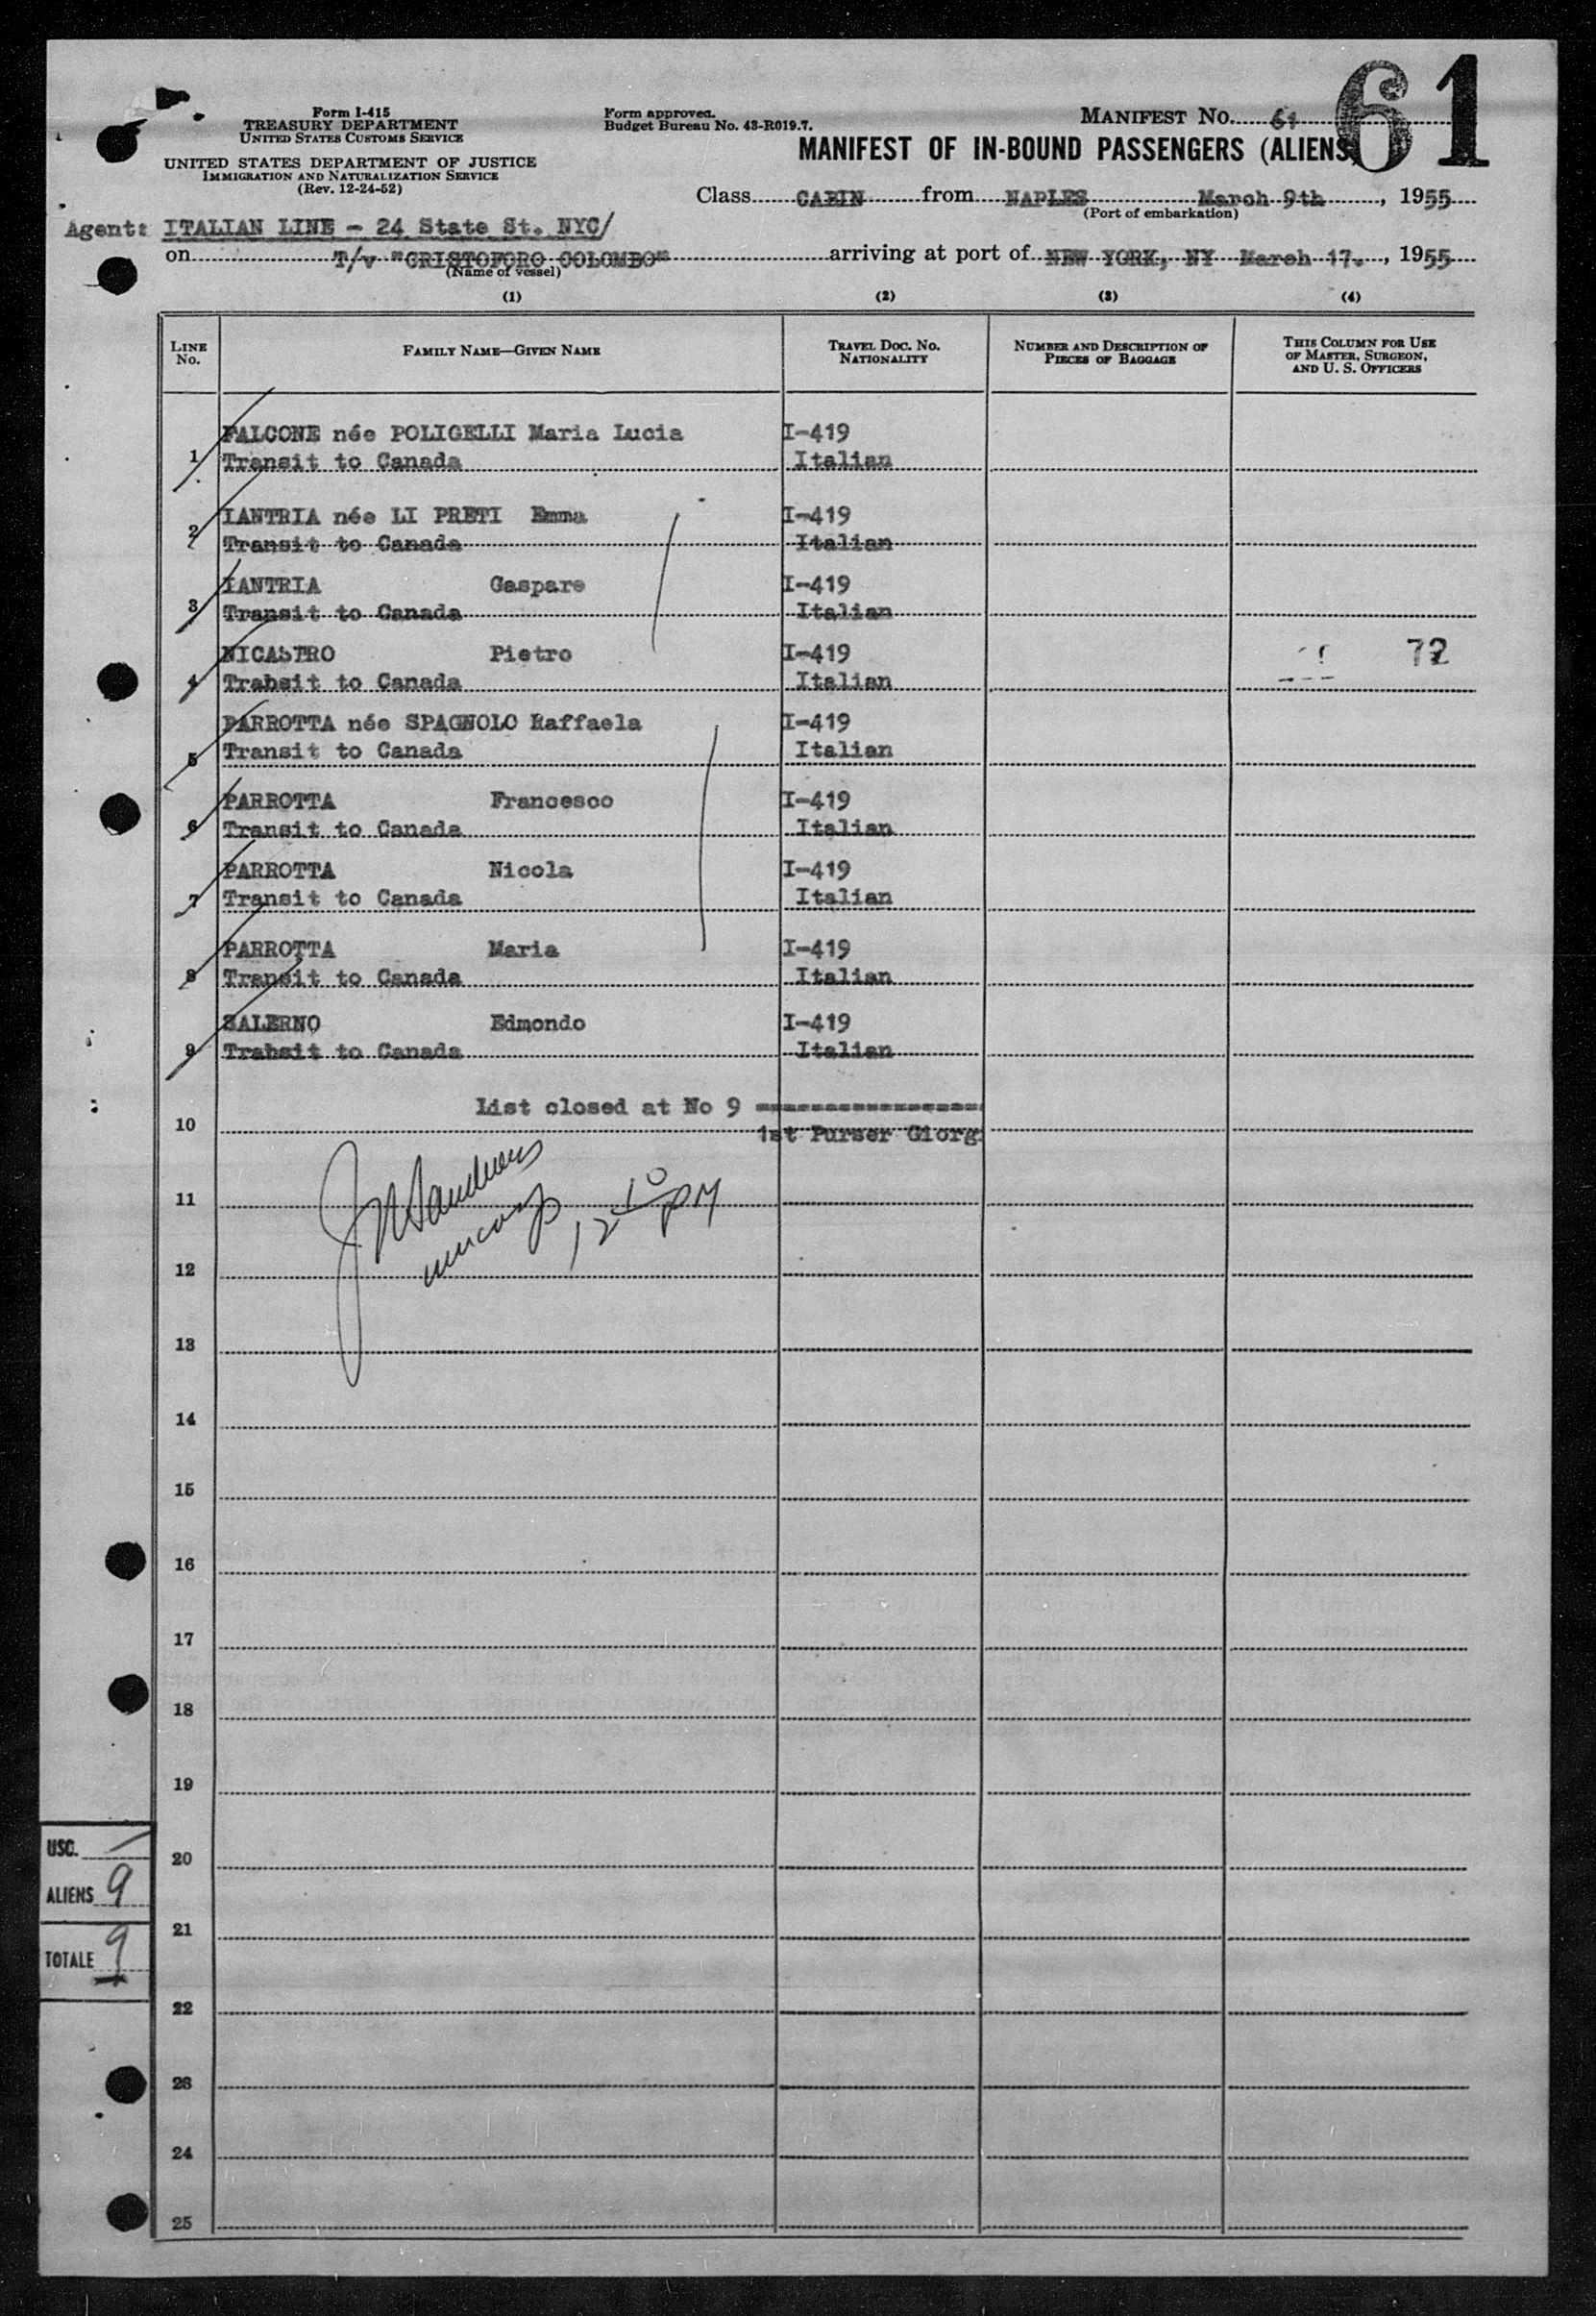 61
Form I-415
TREASURY DEPARTMENT
UNITED STATES CUSTOMS SERVICE
UNITED STATES DEPARTMENT OF JUSTICE
IMMIGRATION AND NATURALIZATION SERVICE
(Rev. 12-24-52)
Form approved.
Budget Bureau No. 43-R019.7.
MANIFEST NO. 61
MANIFEST OF IN-BOUND PASSENGERS (ALIENS)
Class CABIN from NAPLES March 9th, 1955
(Port of embarkation)
Agent: ITALIAN LINE - 24 State St. NYC/
on T/v "CRISTOFORO COLOMBO" arriving at port of NEW YORK, NY March 17., 1955
(Name of vessel)
(1) (2) (3) (4)
LINE NO. FAMILY NAME—GIVEN NAME TRAVEL DOC. NO. NATIONALITY NUMBER AND DESCRIPTION OF PIECES OF BAGGAGE THIS COLUMN FOR USE OF MASTER, SURGEON, AND U. S. OFFICERS
FALCONE née POLIGELLI Maria Lucia I-419
1 Transit to Canada Italian
IANTRIA née LI PRETI Emma I-419
2 Transit to Canada Italian
IANTRIA Gaspare I-419
3 Transit to Canada Italian
NICASTRO Pietro I-419 72
4 Trabsit to Canada Italian
PARROTTA née SPAGNOLO Raffaela I-419
5 Transit to Canada Italian
PARROTTA Francesco I-419
6 Transit to Canada Italian
PARROTTA Nicola I-419
7 Transit to Canada Italian
PARROTTA Maria I-419
8 Transit to Canada Italian
SALERNO Edmondo I-419
9 Trabsit to Canada Italian
List closed at No 9 -----------------
10 1st Purser Giorg
11
12 10 PM
12
13
14
15
16
17
18
19
USC.
20
ALIENS 9
21
TOTALE 9
22
23
24
25